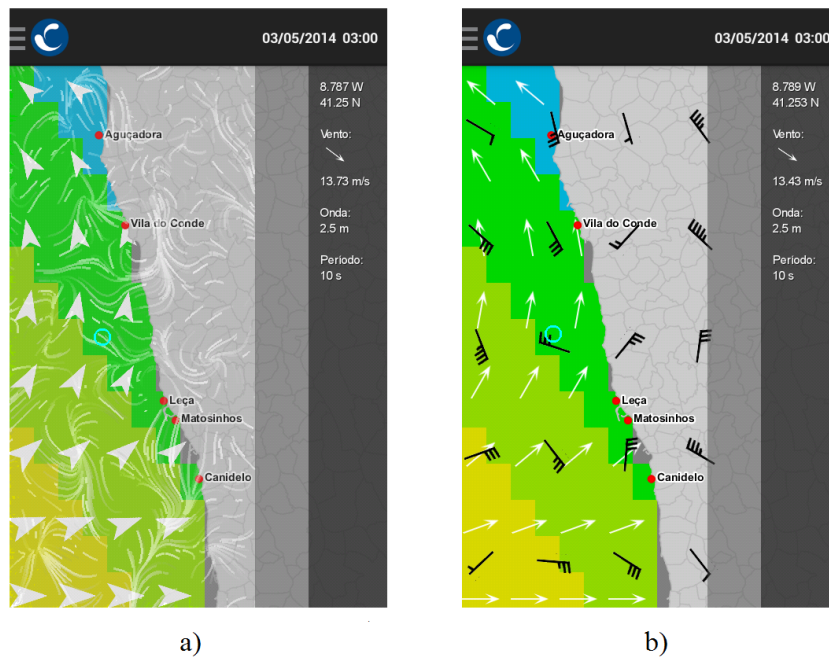 03/05/2014 03:00
8.787 W
41.25 N
Vento:
13.73 m/s
Onda:
2.5 m
Periodo:
10 s
Aguçadora
Vila do Conde
Leça
Matosinhos
Canidelo
a)
03/05/2014 03:00
8.789 W
41.253 N
Vento:
13.43 m/s
Onda:
2.5 m
Periodo:
10 s
Aguçadora
Vila do Conde
Leça
Matosinhos
Canidelo
b)